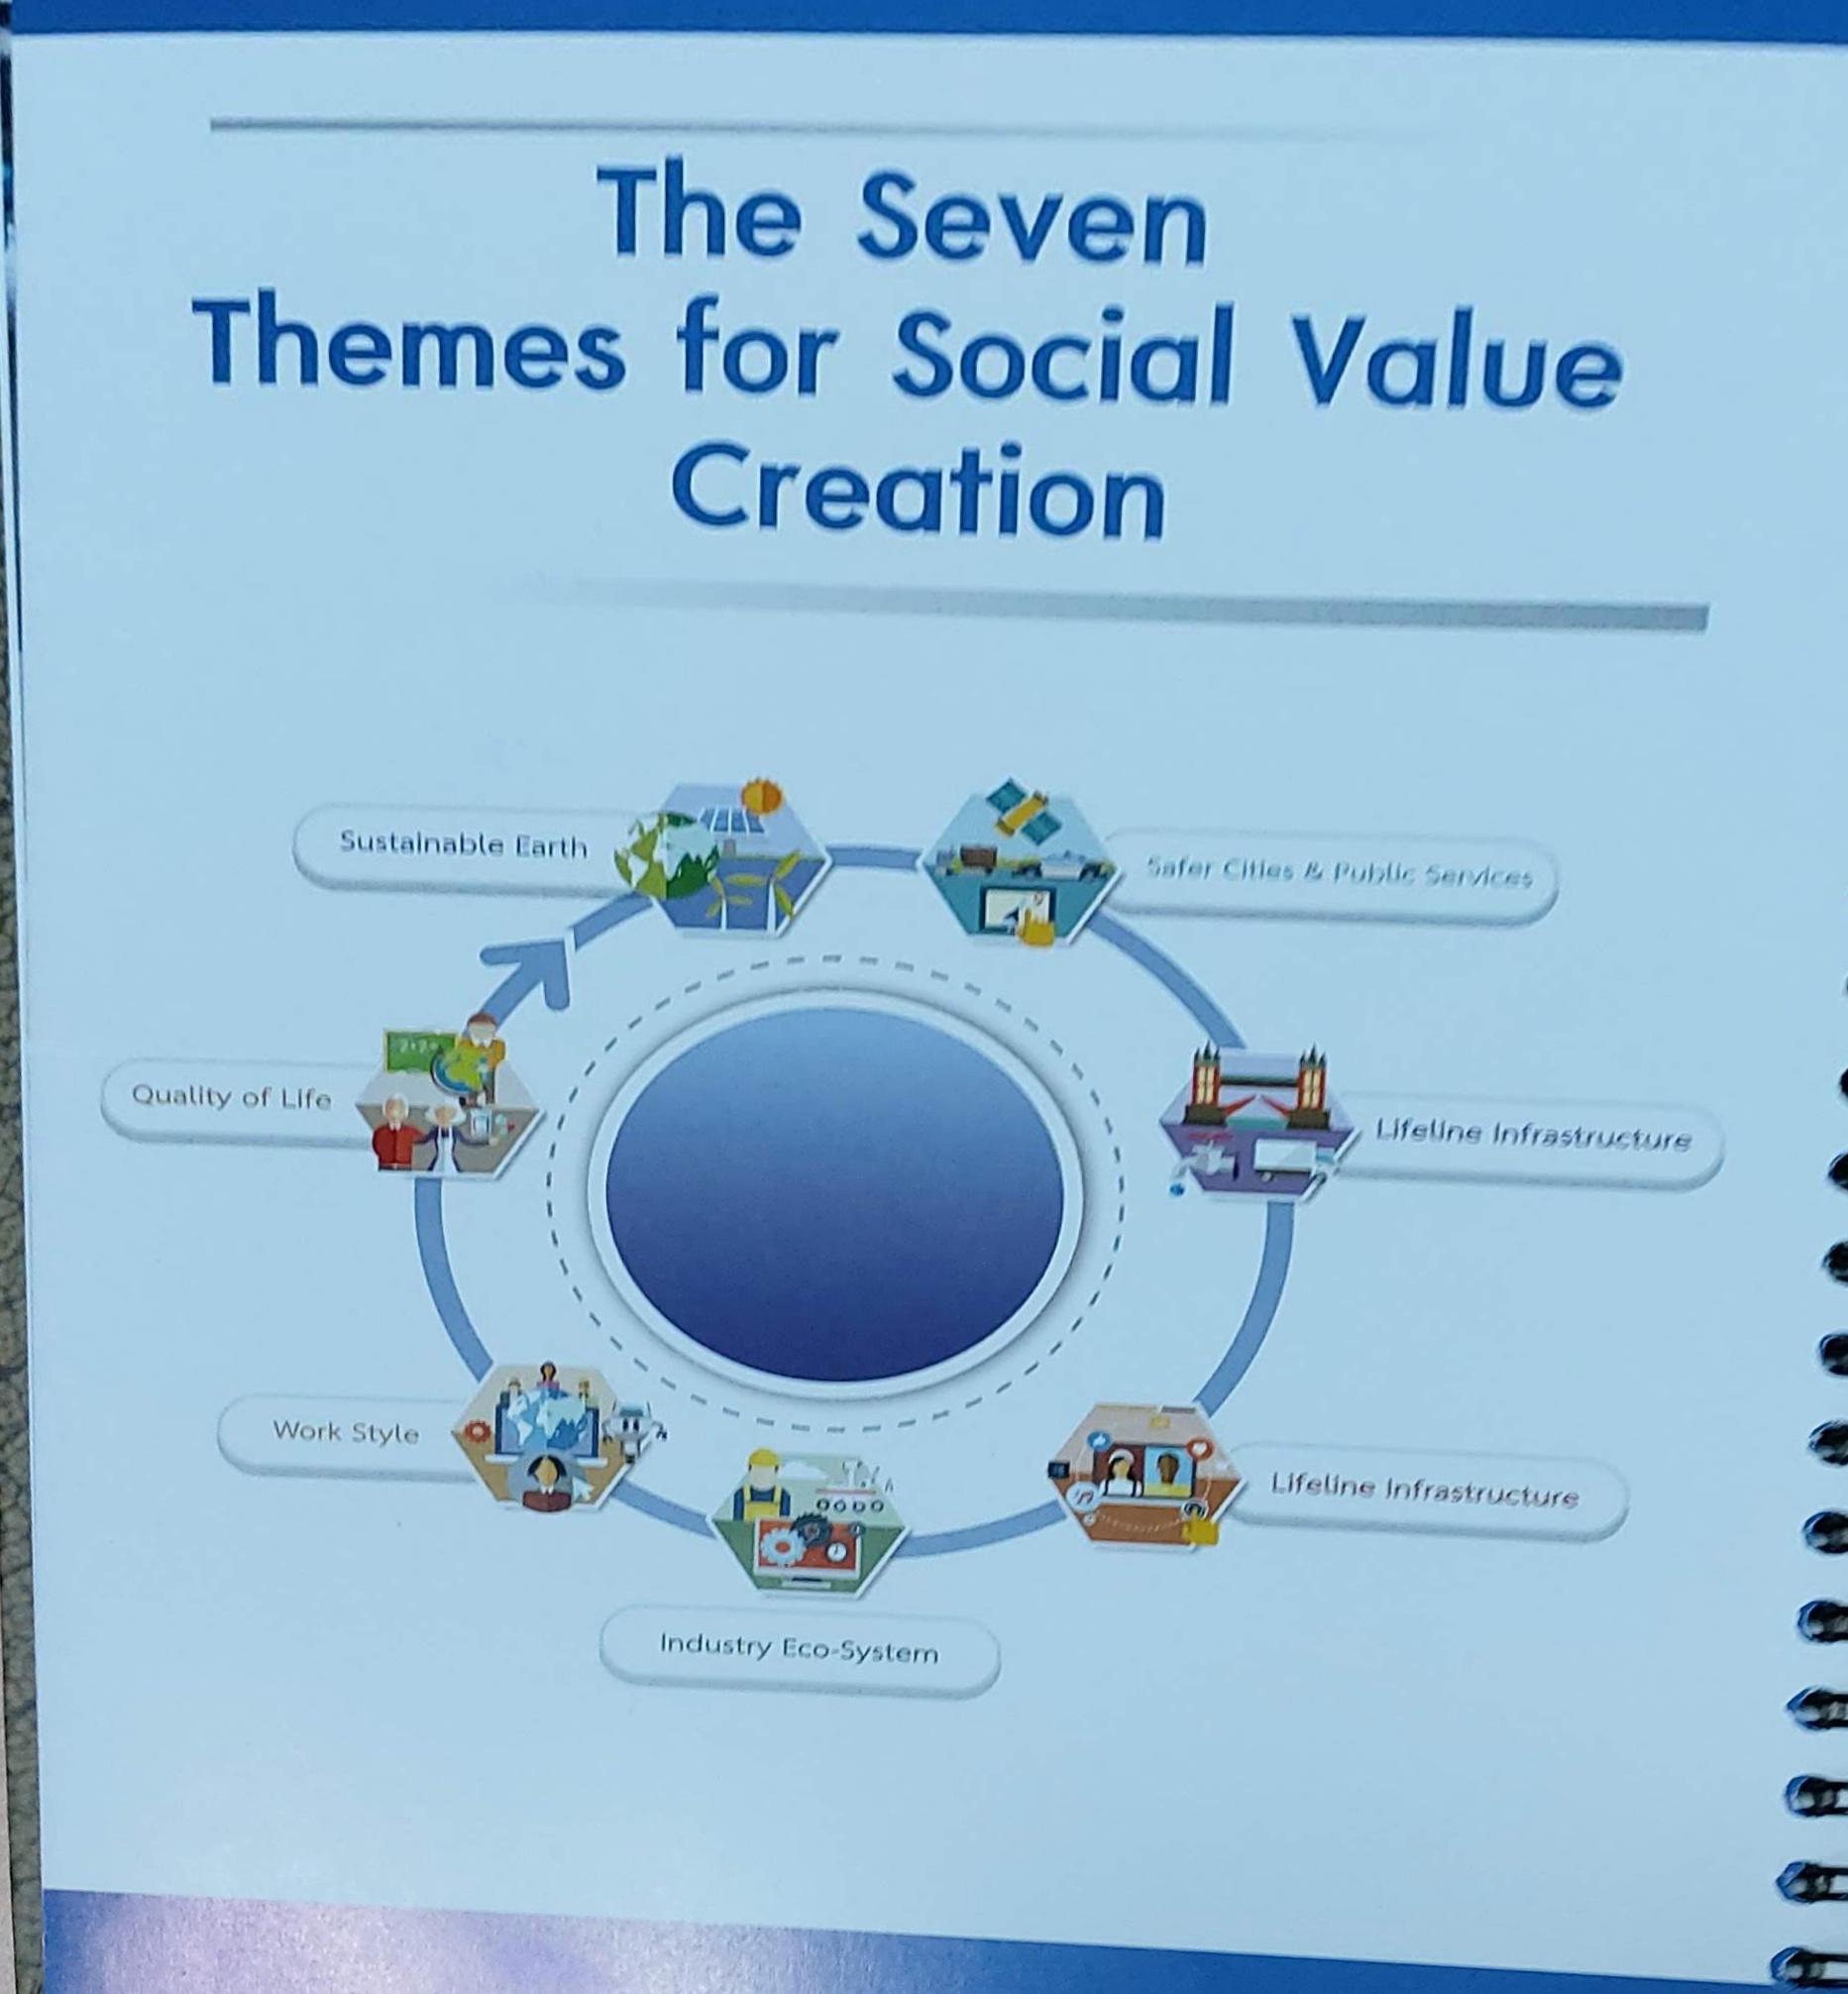 The Seven
Themes for Social Value
Creation
Sustainable Earth
Safer Cities & Public Services
Quality of Life
Lifeline Infrastructure
Work Style
Lifeline Infrastructure
Industry Eco-System